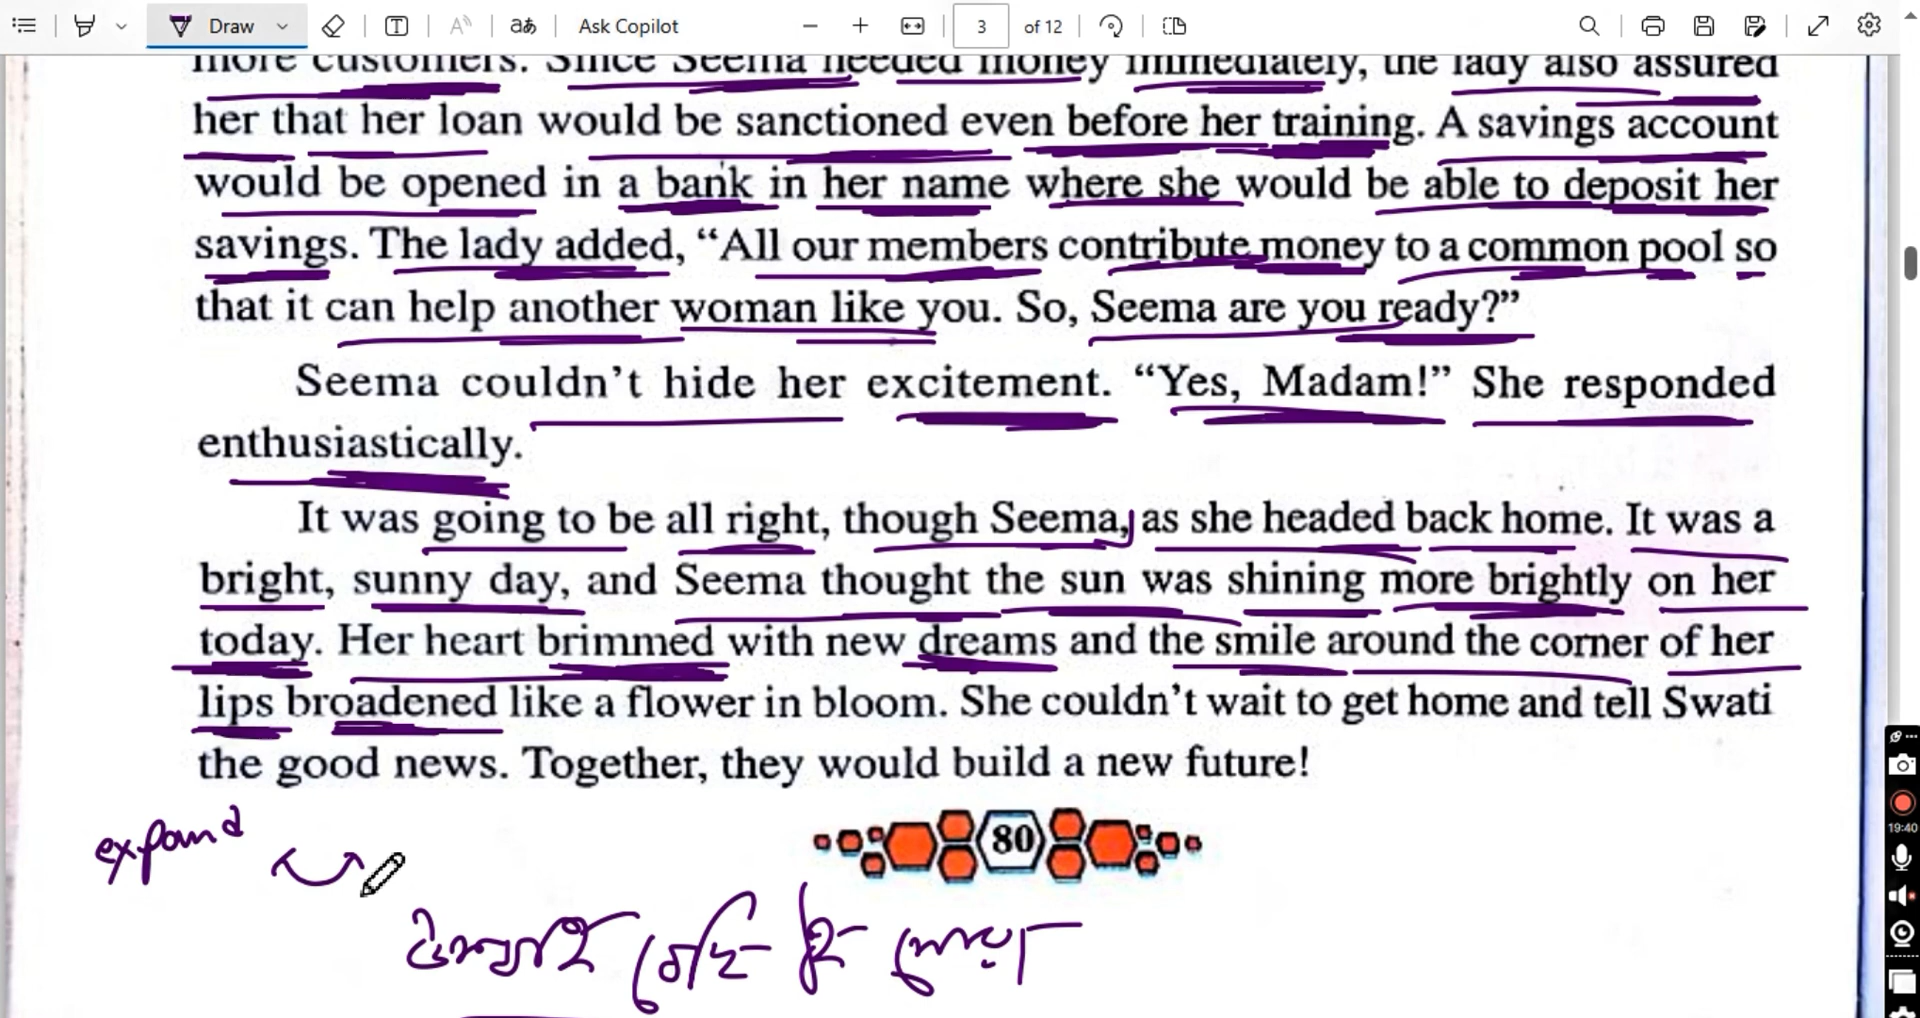 Draw
Ask Copilot
3 of 12
more customers. Since Seema needed money immediately, the lady also assured
her that her loan would be sanctioned even before her training. A savings account
would be opened in a bank in her name where she would be able to deposit her
savings. The lady added, “All our members contribute money to a common pool so
that it can help another woman like you. So, Seema are you ready?”
Seema couldn’t hide her excitement. “Yes, Madam!” She responded
enthusiastically.
It was going to be all right, though Seema, as she headed back home. It was a
bright, sunny day, and Seema thought the sun was shining more brightly on her
today. Her heart brimmed with new dreams and the smile around the corner of her
lips broadened like a flower in bloom. She couldn’t wait to get home and tell Swati
the good news. Together, they would build a new future!
expand
80
19:40